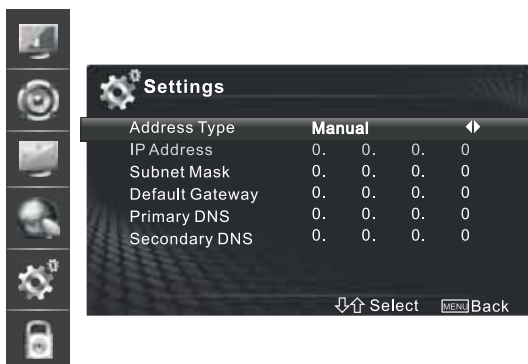 Settings
Address Type Manual
IP Address 0. 0. 0. 0
Subnet Mask 0. 0. 0. 0
Default Gateway 0. 0. 0. 0
Primary DNS 0. 0. 0. 0
Secondary DNS 0. 0. 0. 0
Select MENU Back